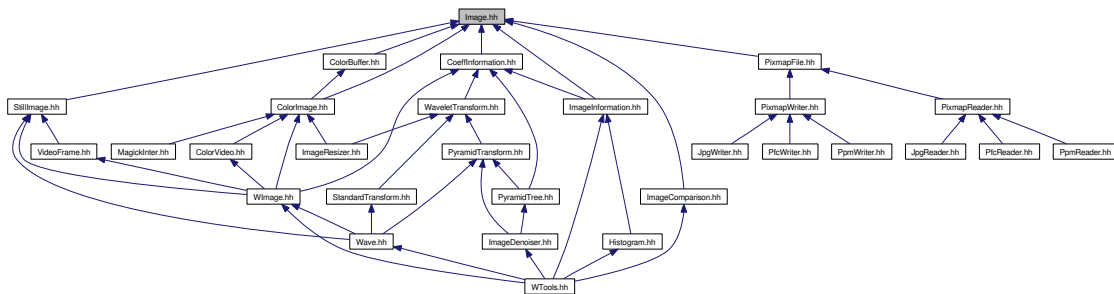 Image.hh
ColorBuffer.hh
CoeffInformation.hh
PixmapFile.hh
StillImage.hh
ColorImage.hh
WaveletTransform.hh
ImageInformation.hh
PixmapWriter.hh
PixmapReader.hh
VideoFrame.hh
MagickInter.hh
ColorVideo.hh
ImageResizer.hh
PyramidTransform.hh
JpgWriter.hh
PfcWriter.hh
PpmWriter.hh
JpgReader.hh
PfcReader.hh
PpmReader.hh
WImage.hh
StandardTransform.hh
PyramidTree.hh
ImageComparison.hh
Wave.hh
ImageDenoiser.hh
Histogram.hh
WTools.hh